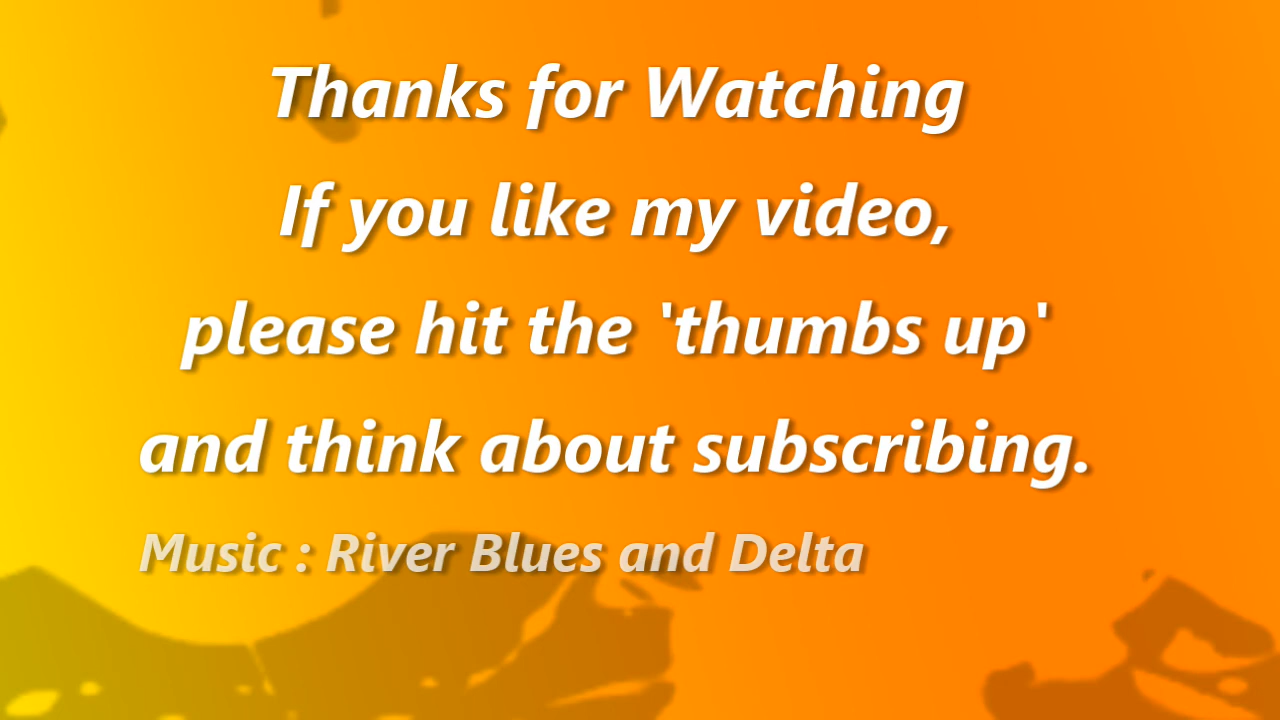 Thanks for Watching
If you like my video,
please hit the 'thumbs up'
and think about subscribing.
Music : River Blues and Delta